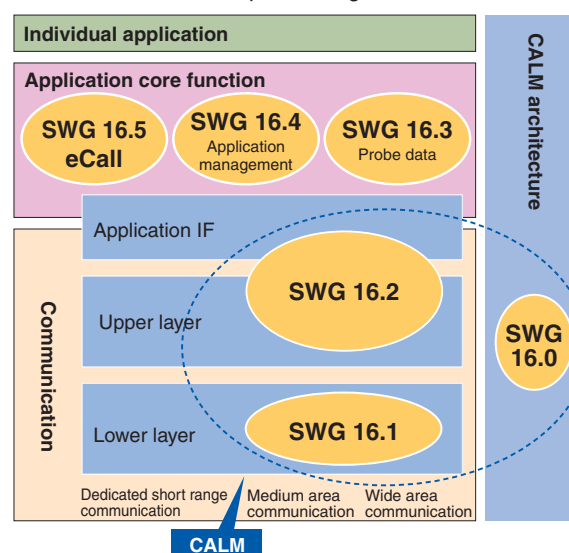 Individual application
Application core function
SWG 16.5
eCall
SWG 16.4
Application
management
SWG 16.3
Probe data
CALM architecture
Application IF
SWG 16.2
Upper layer
Communication
SWG
16.0
Lower layer
SWG 16.1
Dedicated short range
communication
Medium area
communication
Wide area
communication
CALM